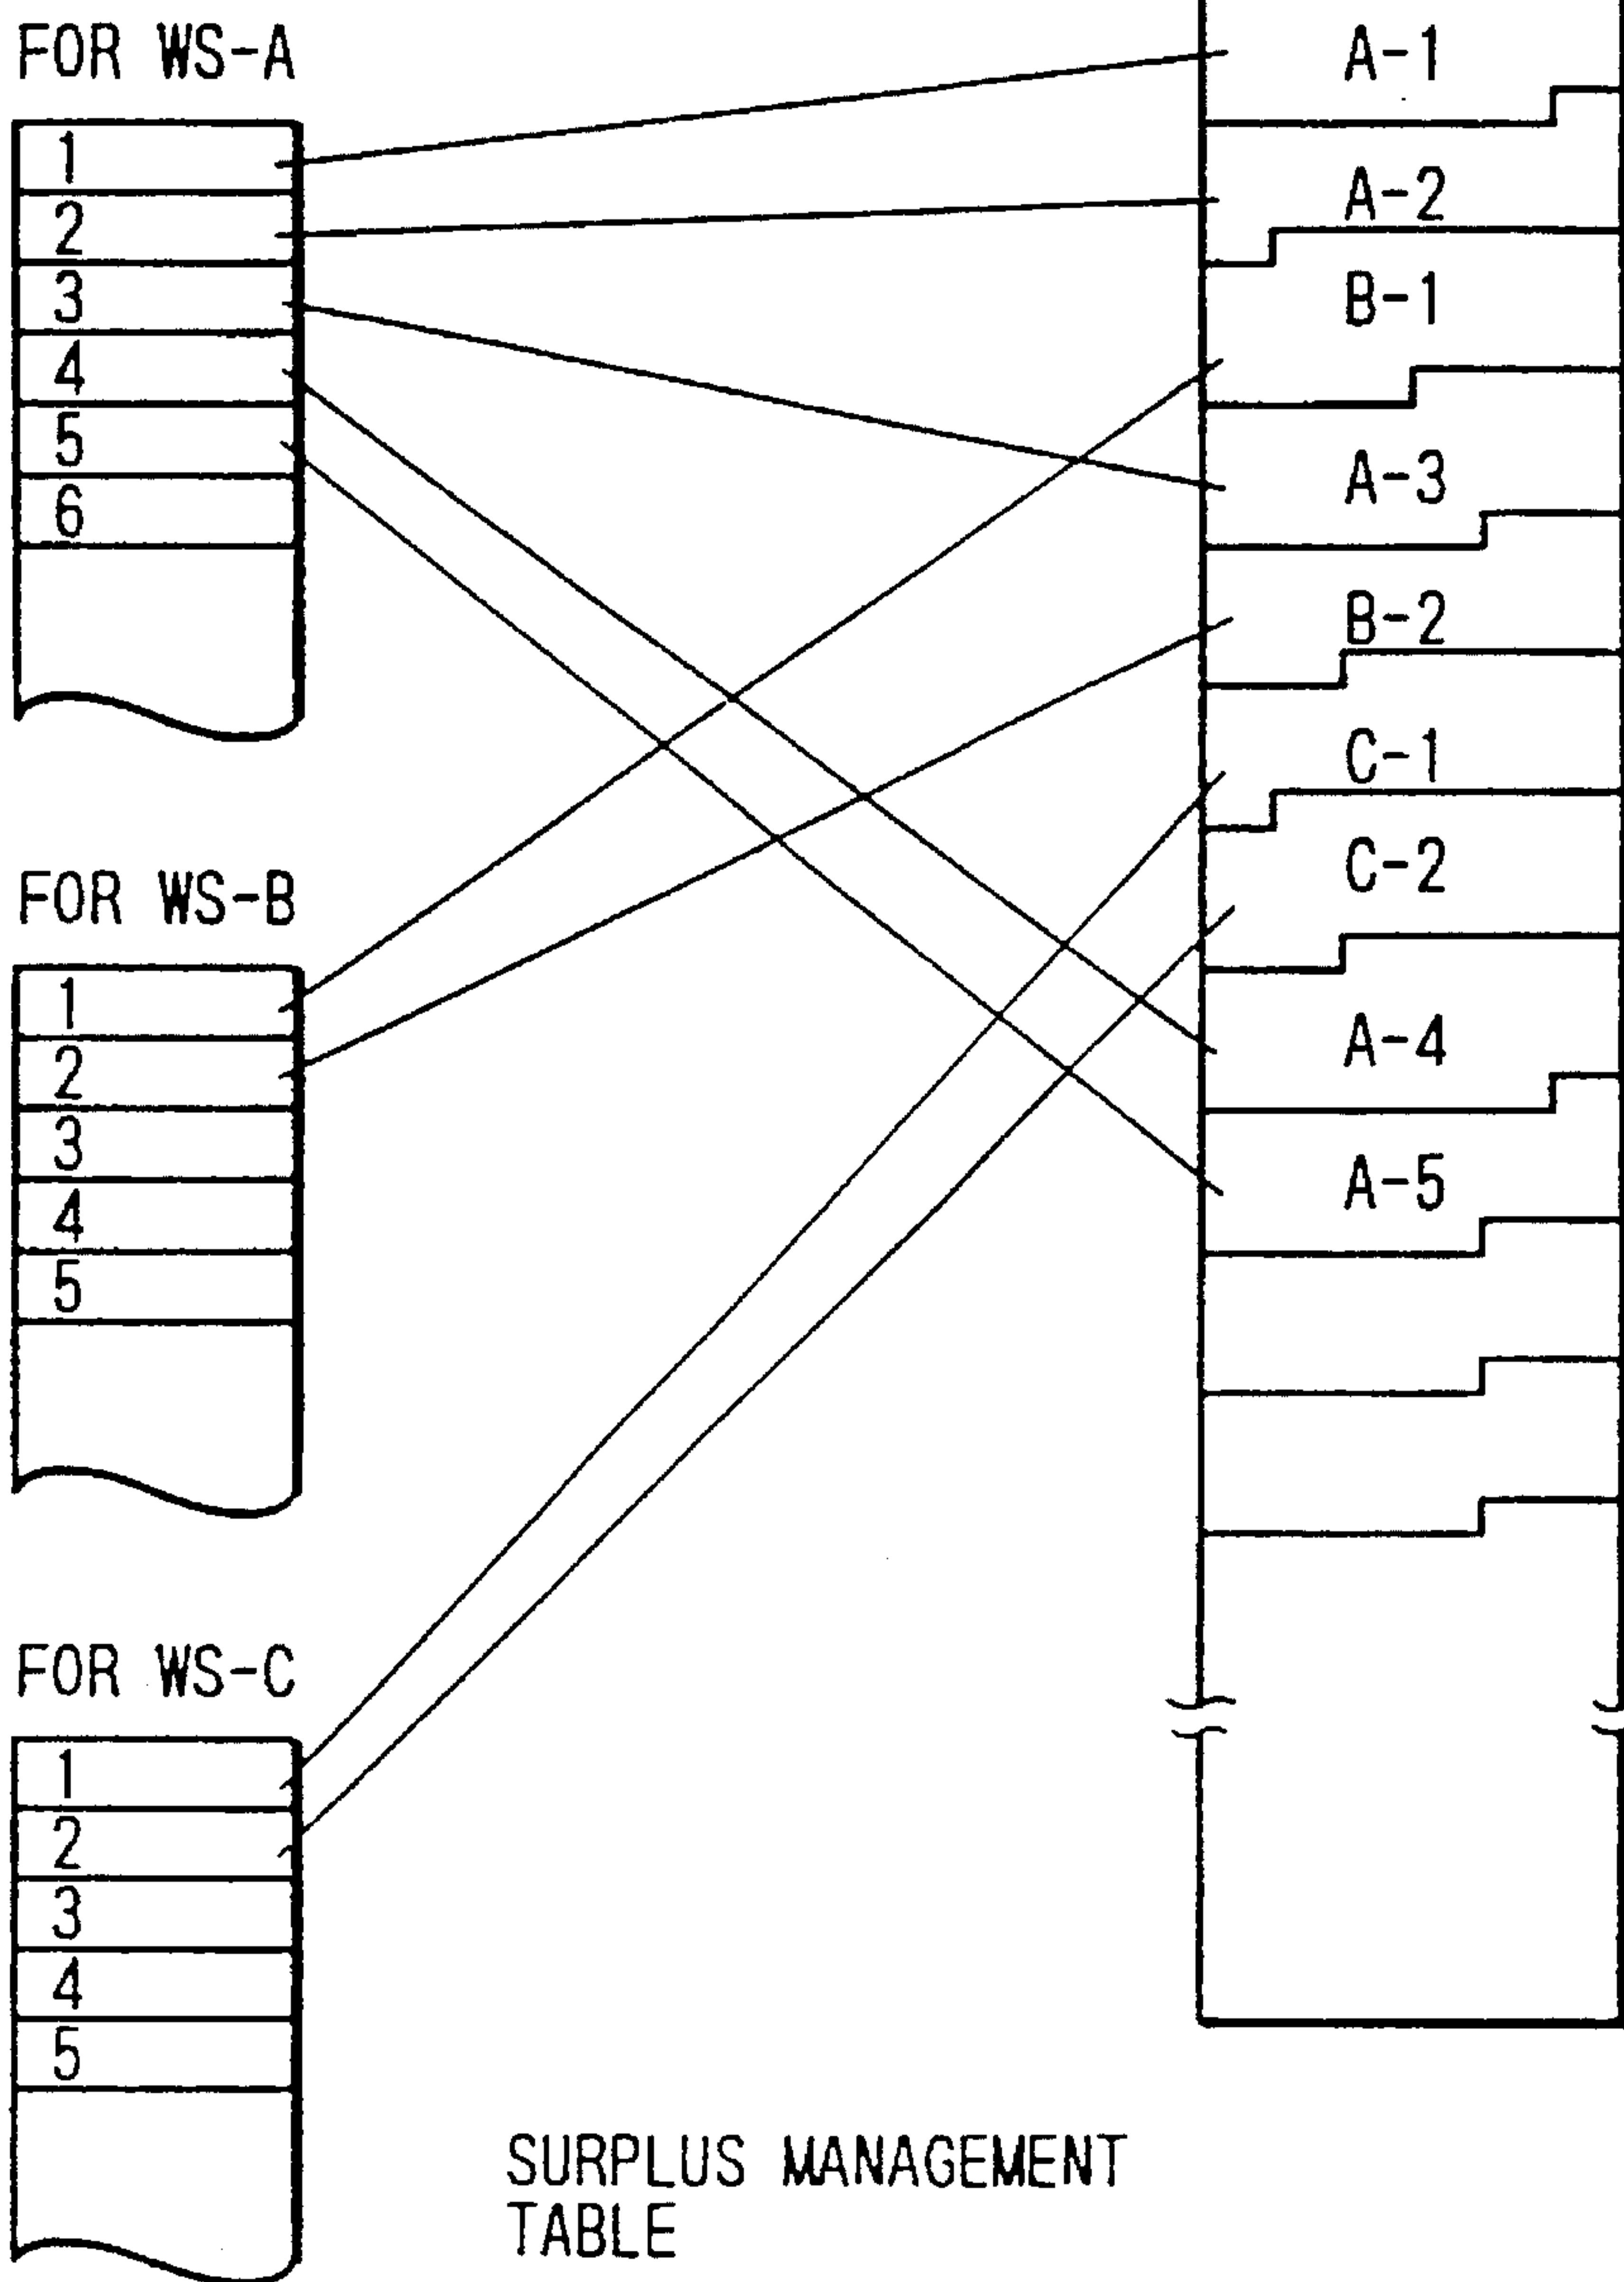 FOR WS-A
1
2
3
4
5
6
FOR WS-B
1
2
3
4
5
FOR WS-C
1
2
3
4
5
A-1
A-2
B-1
A-3
B-2
C-1
C-2
A-4
A-5
SURPLUS MANAGEMENT
TABLE